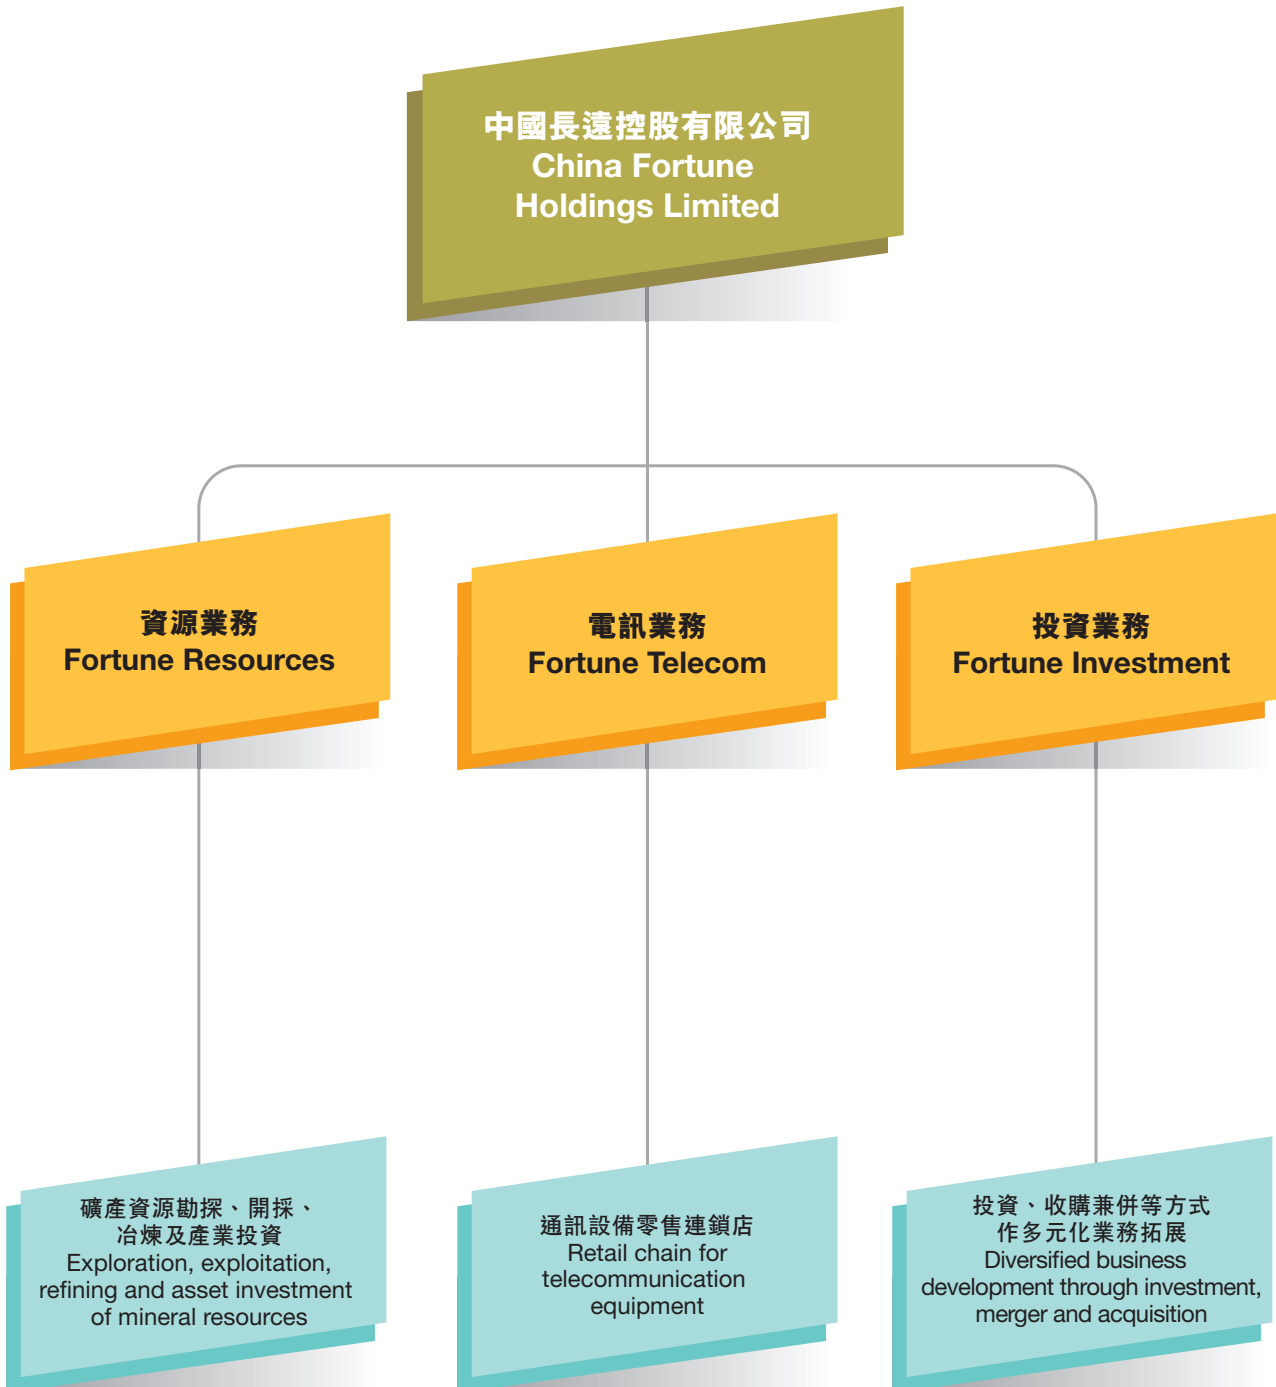 中國長遠控股有限公司
China Fortune
Holdings Limited
資源業務
Fortune Resources
電訊業務
Fortune Telecom
投資業務
Fortune Investment
礦產資源勘探、開採、
冶煉及產業投資
Exploration, exploitation,
refining and asset investment
of mineral resources
通訊設備零售連鎖店
Retail chain for
telecommunication
equipment
投資、收購兼併等方式
作多元化業務拓展
Diversified business
development through investment,
merger and acquisition